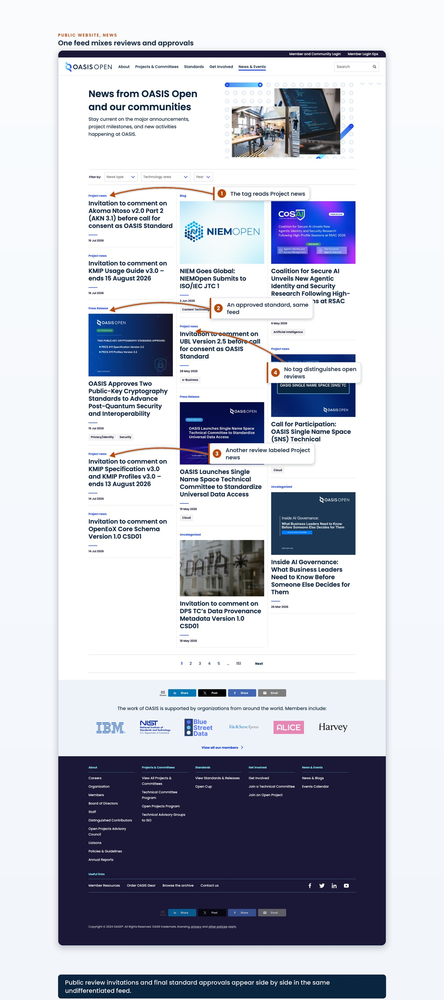 PUBLIC WEBSITE, NEWS
One feed mixes reviews and approvals
Member and Community Login
Member Login tips
OASIS OPEN
About
Projects & Committees
Standards
Get involved
News & Events
Search
News from OASIS Open
and our communities
Stay current on the major announcements,
project milestones, and new activities
happening at OASIS.
Filter by:
News type
Technology area
Year
1
The tag reads Project news
Project news
Invitation to comment on
Akoma Ntoso v2.0 Part 2
(AKN 3.1) before call for
consent as OASIS Standard
16 Jul 2026
Project news
Invitation to comment on
KMIP Usage Guide v3.0 –
ends 15 August 2026
16 Jul 2026
Press Release
OASIS OPEN
PRESS RELEASE
TWO PUBLIC-KEY CRYPTOGRAPHY STANDARDS APPROVED:
PKCS #11 Specification Version 3.2
PKCS #11 Profiles Version 3.2
OASIS-OPEN.ORG
OASIS Approves Two
Public-Key Cryptography
Standards to Advance
Post-Quantum Security
and Interoperability
15 Jul 2026
Privacy/Identity
Security
Project news
Invitation to comment on
KMIP Specification v3.0
and KMIP Profiles v3.0 –
ends 13 August 2026
14 Jul 2026
Project news
Invitation to comment on
OpenEoX Core Schema
Version 1.0 CSD01
14 Jul 2026
Blog
NIEMOPEN
NIEM Goes Global:
NIEMOpen Submits to
ISO/IEC JTC 1
2 Jun 2026
Content Technolog
2
An approved standard, same
feed
Project news
Invitation to comment on
UBL Version 2.5 before call
for consent as OASIS
Standard
28 May 2026
e-Business
Press Release
OASIS OPEN
PRESS RELEASE
OASIS Launches Single Name Space
Technical Committee to Standardize
Universal Data Access
oasis-open.org
3
Another review labeled Project
news
OASIS Launches Single
Name Space Technical
Committee to Standardize
Universal Data Access
19 May 2026
Cloud
Uncategorized
DATA *
Invitation to comment on
DPS TC’s Data Provenance
Metadata Version 1.0
CSD01
18 May 2026
CoSAI
COALITION FOR SECURE AI
PRESS RELEASE
Coalition for Secure AI Unveils New
Agentic Identity and Security Research
Following High-Profile Sessions at RSAC 2026
NEW PAPERS
Agentic Identity and
Access Management
The Future of
Agentic Security
Coalition for Secure AI
Unveils New Agentic
Identity and Security
Research Following High-
ns at RSAC
6 May 2026
Artificial Intelligence
Project news
TECHNICAL COMMITTEE
4
No tag distinguishes open
reviews
OASIS SINGLE NAME SPACE (SNS) TC
OASIS OPEN
Call for Participation:
OASIS Single Name Space
(SNS) Technical
Cloud
Uncategorized
OASIS OPEN
Inside AI Governance:
What Business Leaders Need to Know
Before Someone Else Decides for Them
oasis-open.org
Inside AI Governance:
What Business Leaders
Need to Know Before
Someone Else Decides for
Them
26 Mar 2026
1 2 3 4 5 ... 151 Next
65
Shares
Share
Post
Share
Email
The work of OASIS is supported by organizations from around the world. Members include:
IBM
NIST
National Institute of
Standards and Technology
U.S. Department of Commerce
Blue
Street
Data
File & ServeXpress
ALICE
Harvey
View all our members
About
Careers
Organization
Members
Board of Directors
Staff
Distinguished Contributors
Open Projects Advisory
Council
Liaisons
Policies & Guidelines
Annual Reports
Projects & Committees
View All Projects &
Committees
Technical Committee
Program
Open Projects Program
Technical Advisory Groups
to ISO
Standards
View Standards & Releases
Open Cup
Get involved
Get Involved
Join a Technical Committee
Join an Open Project
News & Events
News & Blogs
Events Calendar
Useful links
Member Resources
Order OASIS Gear
Browse the archive
Contact us
65
Shares
Share
Post
Share
Email
Copyright © 2024 OASIS®. All Rights Reserved. OASIS trademark, licensing, privacy and other policies apply.
Public review invitations and final standard approvals appear side by side in the same
undifferentiated feed.